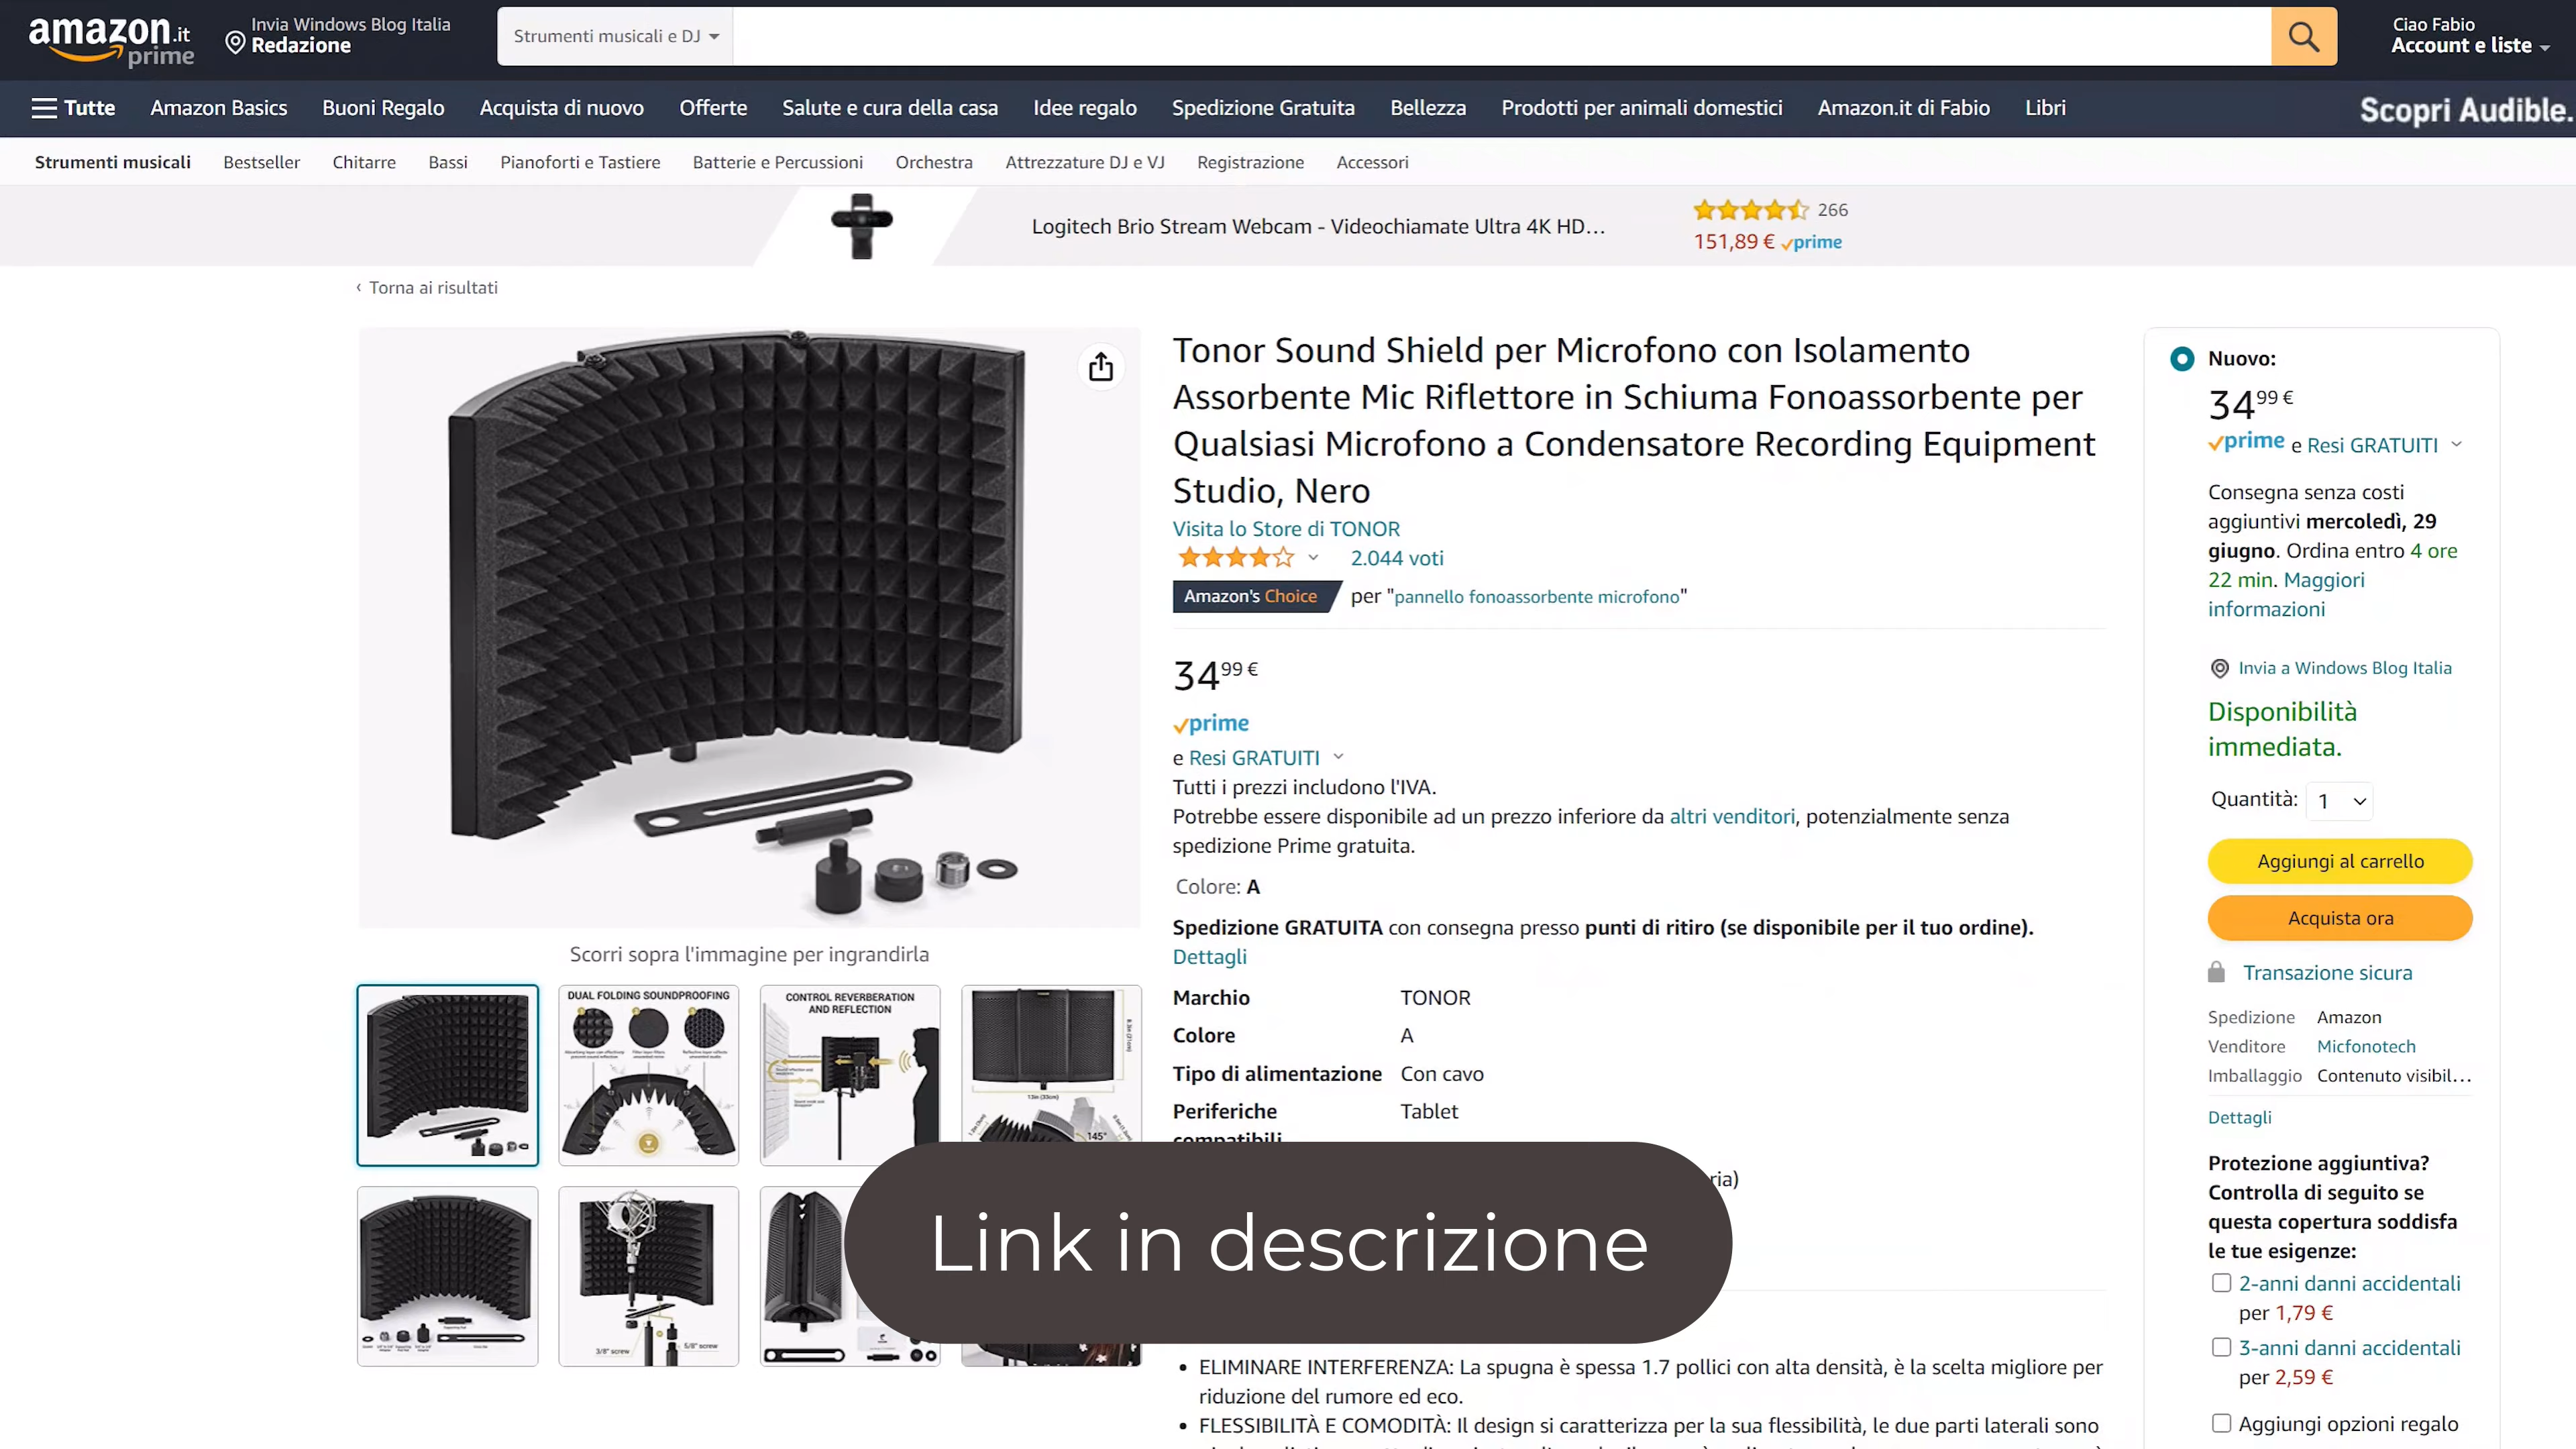 amazon.it
prime
Invia Windows Blog Italia
Redazione
Strumenti musicali e DJ
Ciao Fabio
Account e liste
Tutte
Amazon Basics
Buoni Regalo
Acquista di nuovo
Offerte
Salute e cura della casa
Idee regalo
Spedizione Gratuita
Bellezza
Prodotti per animali domestici
Amazon.it di Fabio
Libri
Scopri Audible.
Strumenti musicali
Bestseller
Chitarre
Bassi
Pianoforti e Tastiere
Batterie e Percussioni
Orchestra
Attrezzature DJ e VJ
Registrazione
Accessori
Logitech Brio Stream Webcam - Videochiamate Ultra 4K HD…
266
151,89 € prime
‹ Torna ai risultati
Scorri sopra l'immagine per ingrandirla
DUAL FOLDING SOUNDPROOFING
CONTROL REVERBERATION
AND REFLECTION
13in (33cm)
145°
3/8" screw
5/8" screw
Tonor Sound Shield per Microfono con Isolamento
Assorbente Mic Riflettore in Schiuma Fonoassorbente per
Qualsiasi Microfono a Condensatore Recording Equipment
Studio, Nero
Visita lo Store di TONOR
2.044 voti
Amazon's Choice per "pannello fonoassorbente microfono"
34 99 €
prime
e Resi GRATUITI
Tutti i prezzi includono l'IVA.
Potrebbe essere disponibile ad un prezzo inferiore da altri venditori, potenzialmente senza
spedizione Prime gratuita.
Colore: A
Spedizione GRATUITA con consegna presso punti di ritiro (se disponibile per il tuo ordine).
Dettagli
Marchio TONOR
Colore A
Tipo di alimentazione Con cavo
Periferiche Tablet
compatibili
ria)
Link in descrizione
• ELIMINARE INTERFERENZA: La spugna è spessa 1.7 pollici con alta densità, è la scelta migliore per
riduzione del rumore ed eco.
• FLESSIBILITÀ E COMODITÀ: Il design si caratterizza per la sua flessibilità, le due parti laterali sono
Nuovo:
34 99 €
prime e Resi GRATUITI
Consegna senza costi
aggiuntivi mercoledì, 29
giugno. Ordina entro 4 ore
22 min. Maggiori
informazioni
Invia a Windows Blog Italia
Disponibilità
immediata.
Quantità: 1
Aggiungi al carrello
Acquista ora
Transazione sicura
Spedizione Amazon
Venditore Micfonotech
Imballaggio Contenuto visibil…
Dettagli
Protezione aggiuntiva?
Controlla di seguito se
questa copertura soddisfa
le tue esigenze:
2-anni danni accidentali
per 1,79 €
3-anni danni accidentali
per 2,59 €
Aggiungi opzioni regalo